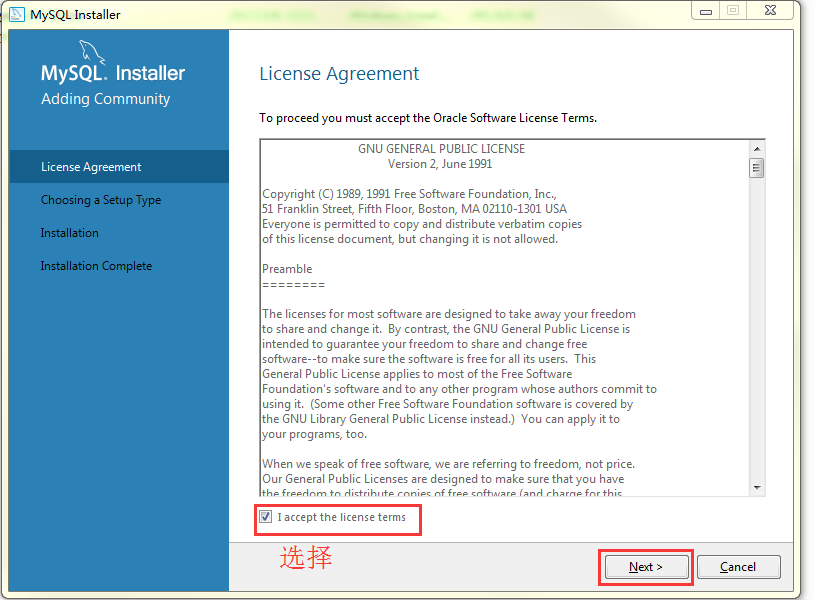 MySQL Installer
MySQL. Installer
Adding Community
License Agreement
Choosing a Setup Type
Installation
Installation Complete
License Agreement
To proceed you must accept the Oracle Software License Terms.
GNU GENERAL PUBLIC LICENSE
Version 2, June 1991
Copyright (C) 1989, 1991 Free Software Foundation, Inc.,
51 Franklin Street, Fifth Floor, Boston, MA 02110-1301 USA
Everyone is permitted to copy and distribute verbatim copies
of this license document, but changing it is not allowed.
Preamble
========
The licenses for most software are designed to take away your freedom
to share and change it.  By contrast, the GNU General Public License is
intended to guarantee your freedom to share and change free
software--to make sure the software is free for all its users.  This
General Public License applies to most of the Free Software
Foundation's software and to any other program whose authors commit to
using it.  (Some other Free Software Foundation software is covered by
the GNU Library General Public License instead.)  You can apply it to
your programs, too.
When we speak of free software, we are referring to freedom, not price.
Our General Public Licenses are designed to make sure that you have
the freedom to distribute copies of free software (and charge for this
I accept the license terms
选择
Next >
Cancel